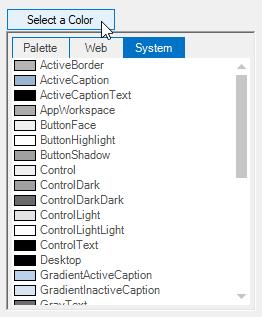 Select a Color
Palette Web System
ActiveBorder
ActiveCaption
ActiveCaptionText
AppWorkspace
ButtonFace
ButtonHighlight
ButtonShadow
Control
ControlDark
ControlDarkDark
ControlLight
ControlLightLight
ControlText
Desktop
GradientActiveCaption
GradientInactiveCaption
GrayText